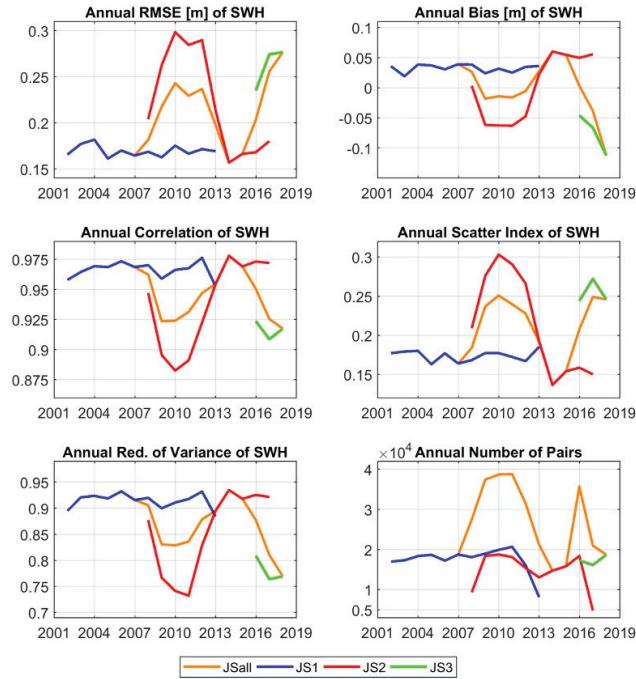 Annual RMSE [m] of SWH
0.3
0.25
0.2
0.15
2001 2004 2007 2010 2013 2016 2019
Annual Bias [m] of SWH
0.1
0.05
0
-0.05
-0.1
2001 2004 2007 2010 2013 2016 2019
Annual Correlation of SWH
0.975
0.95
0.925
0.9
0.875
2001 2004 2007 2010 2013 2016 2019
Annual Scatter Index of SWH
0.3
0.25
0.2
0.15
2001 2004 2007 2010 2013 2016 2019
Annual Red. of Variance of SWH
0.95
0.9
0.85
0.8
0.75
0.7
2001 2004 2007 2010 2013 2016 2019
Annual Number of Pairs
×10⁴
4
3
2
1
0.5
2001 2004 2007 2010 2013 2016 2019
JSall JS1 JS2 JS3